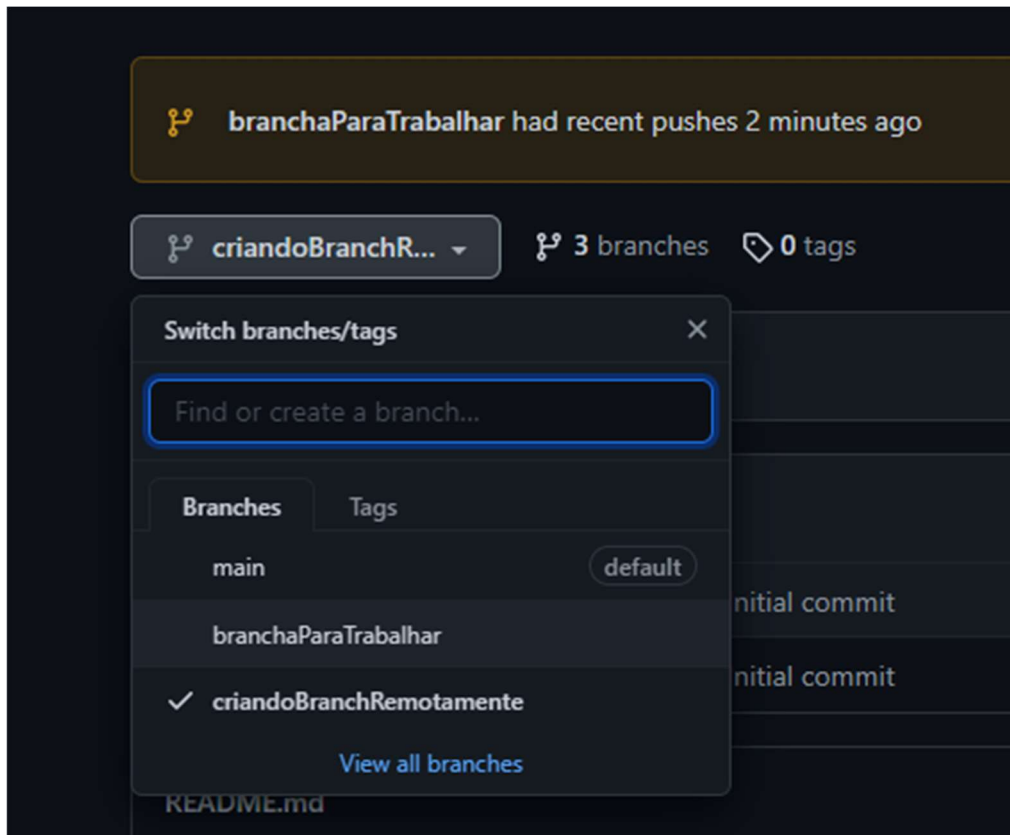 branchaParaTrabalhar had recent pushes 2 minutes ago
criandoBranchR... 3 branches 0 tags
Switch branches/tags
Find or create a branch...
Branches Tags
main default
branchaParaTrabalhar
nitial commit
nitial commit
criandoBranchRemotamente
View all branches
README.md